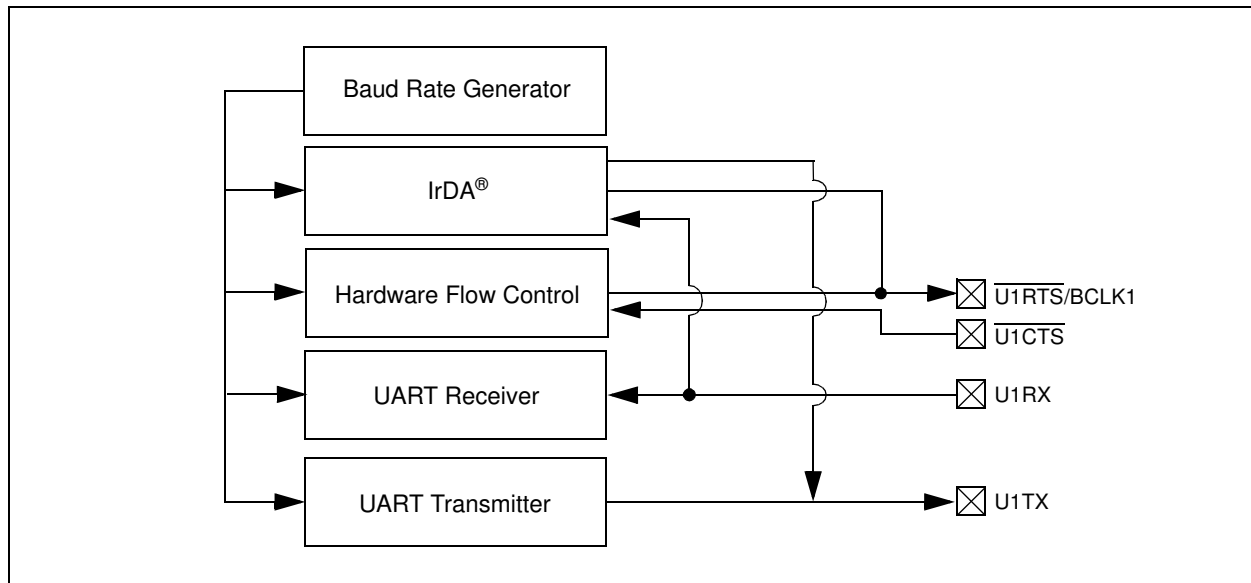 Baud Rate Generator
IrDA®
Hardware Flow Control
U1RTS/BCLK1
U1CTS
UART Receiver
U1RX
UART Transmitter
U1TX